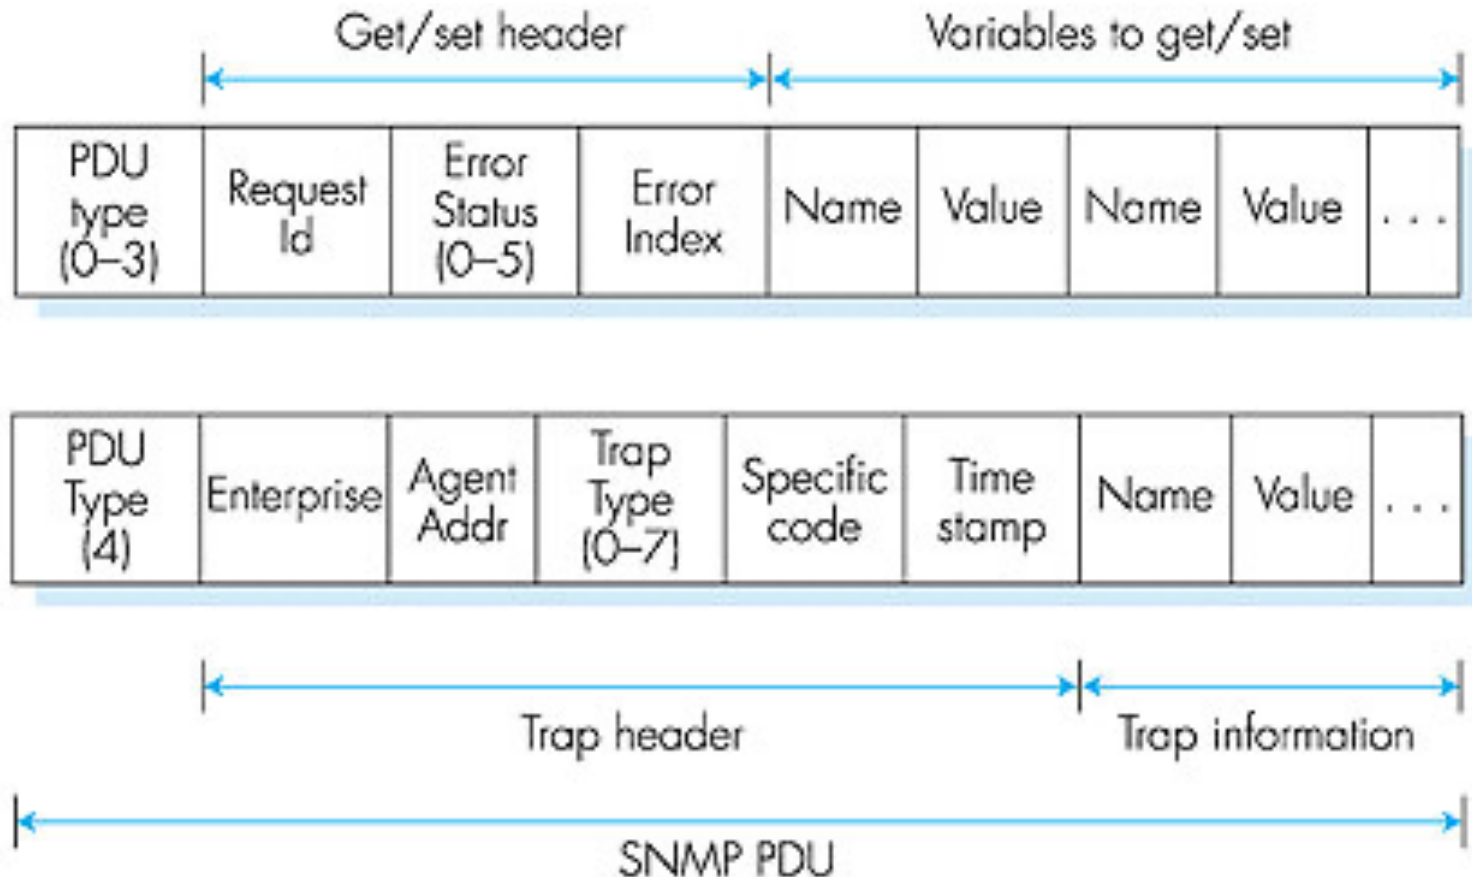 Get/set header
Variables to get/set
PDU
type
(0–3)
Request
Id
Error
Status
(0–5)
Error
Index
Name
Value
Name
Value
. . .
PDU
Type
(4)
Enterprise
Agent
Addr
Trap
Type
(0–7)
Specific
code
Time
stamp
Name
Value
. . .
Trap header
Trap information
SNMP PDU